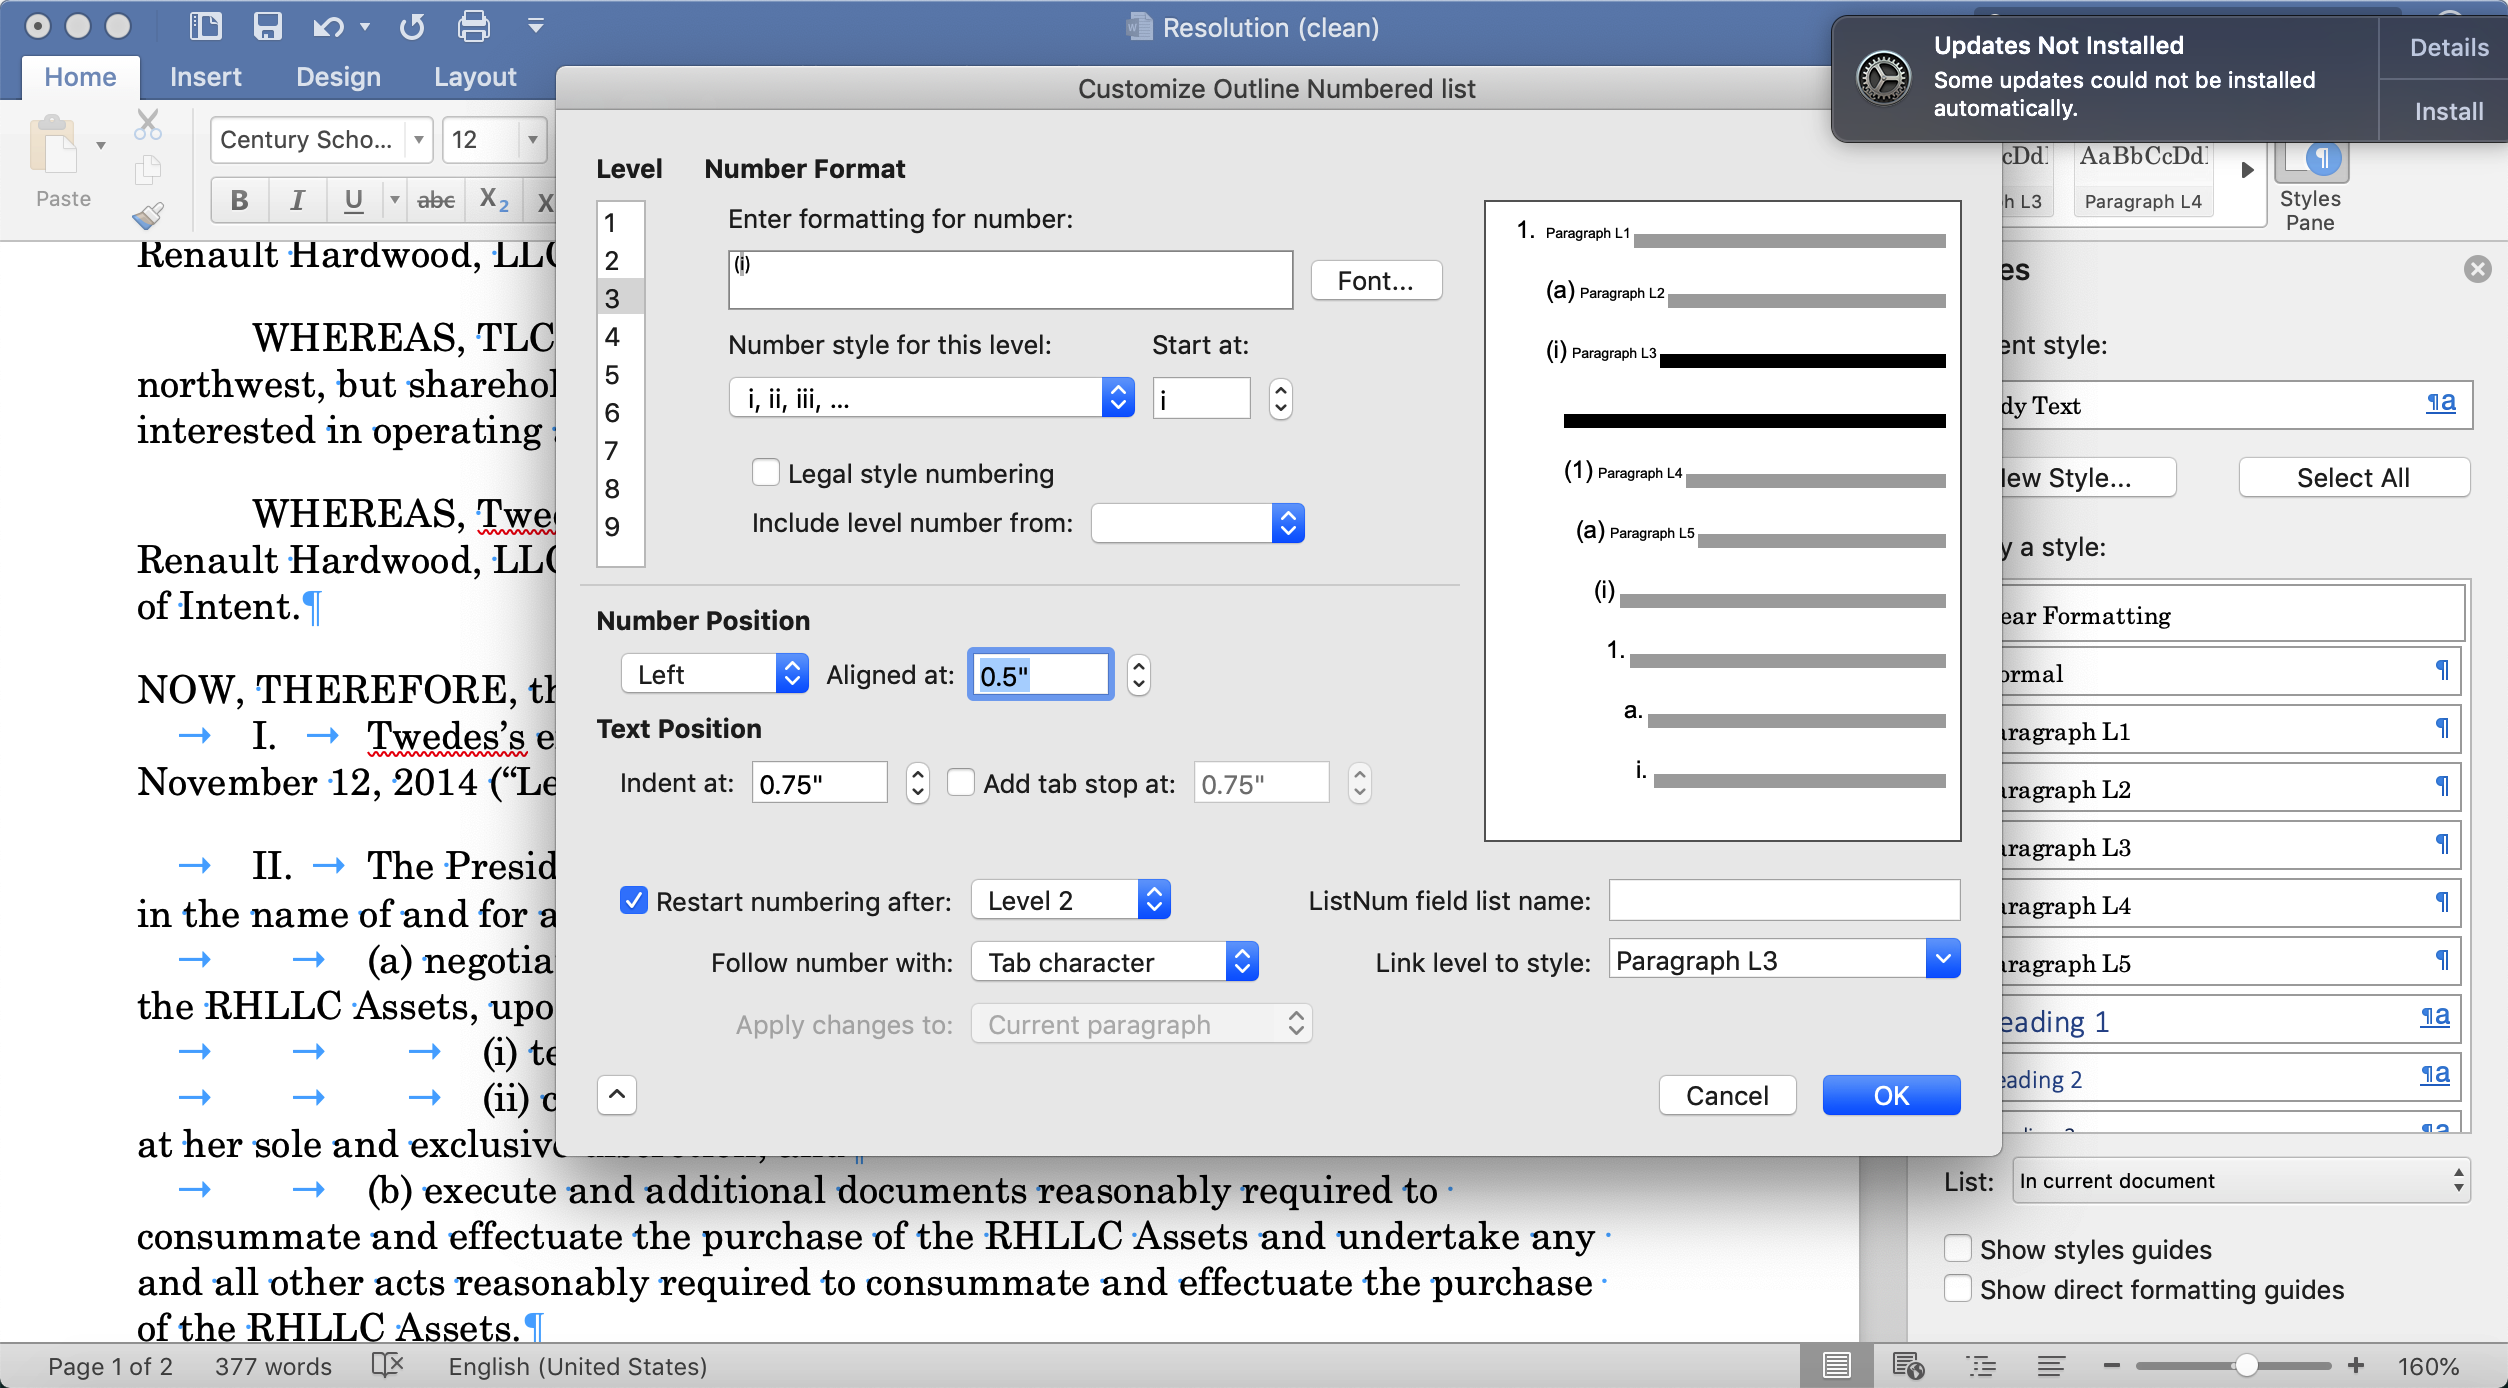 Resolution (clean)
Updates Not Installed
Some updates could not be installed
automatically.
Details
Install
Home
Insert
Design
Layout
Customize Outline Numbered list
Paste
Century Scho...
12
B I U abc X2 X
cDdl
AaBbCcDdl
h L3
Paragraph L4
Styles
Pane
Level
1
2
3
4
5
6
7
8
9
Number Format
Enter formatting for number:
(i)
Font...
Number style for this level:
Start at:
i, ii, iii, ...
i
Legal style numbering
Include level number from:
Number Position
Left
Aligned at:
0.5"
Text Position
Indent at:
0.75"
Add tab stop at:
0.75"
Restart numbering after:
Level 2
Follow number with:
Tab character
Apply changes to:
Current paragraph
ListNum field list name:
Link level to style:
Paragraph L3
Cancel
OK
1. Paragraph L1
(a) Paragraph L2
(i) Paragraph L3
(1) Paragraph L4
(a) Paragraph L5
(i)
1.
a.
i.
Renault Hardwood, LLC
WHEREAS, TLC
northwest, but sharehol
interested in operating
WHEREAS, Twe
Renault Hardwood, LLC
of Intent.¶
NOW, THEREFORE, th
→ I. → Twedes’s e
November 12, 2014 (“Le
→ II. → The Presid
in the name of and for a
→ → (a) negotia
the RHLLC Assets, upo
→ → → (i) te
→ → → (ii) c
at her sole and exclusive
→ → (b) execute and additional documents reasonably required to
consummate and effectuate the purchase of the RHLLC Assets and undertake any
and all other acts reasonably required to consummate and effectuate the purchase
of the RHLLC Assets.¶
es
ent style:
dy Text
¶a
ew Style...
Select All
y a style:
ear Formatting
ormal ¶
aragraph L1 ¶
aragraph L2 ¶
aragraph L3 ¶
aragraph L4 ¶
aragraph L5 ¶
eading 1 ¶a
eading 2 ¶a
List:
In current document
Show styles guides
Show direct formatting guides
Page 1 of 2
377 words
English (United States)
160%